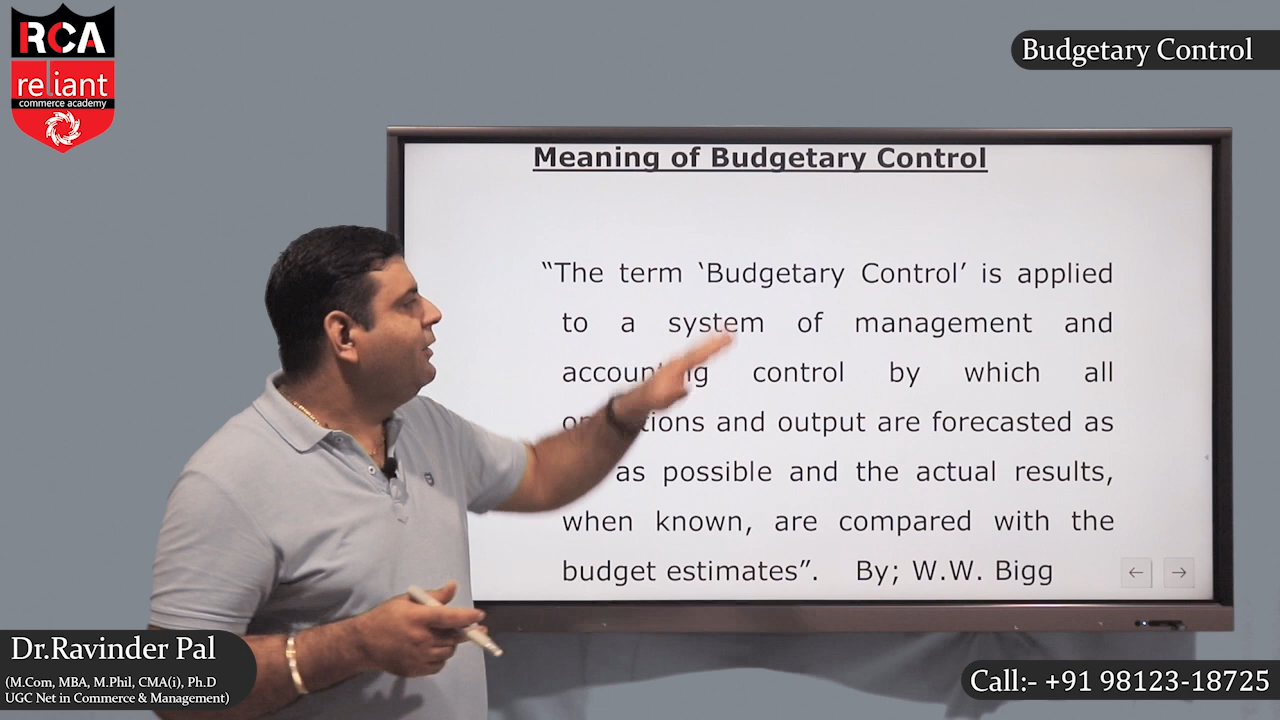 RCA
reliant
commerce academy
Budgetary Control
Meaning of Budgetary Control
“The term ‘Budgetary Control’ is applied
to a system of management and
control by which all
and output are forecasted as
as possible and the actual results,
when known, are compared with the
budget estimates”. By; W.W. Bigg
Dr.Ravinder Pal
(M.Com, MBA, M.Phil, CMA(i), Ph.D
UGC Net in Commerce & Management)
Call:- +91 98123-18725